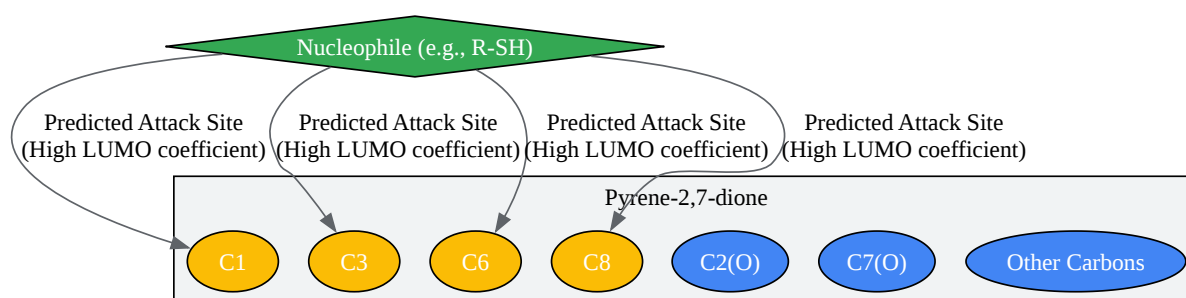 Nucleophile (e.g., R-SH)
Predicted Attack Site
(High LUMO coefficient)
Predicted Attack Site
(High LUMO coefficient)
Predicted Attack Site
(High LUMO coefficient)
Predicted Attack Site
(High LUMO coefficient)
Pyrene-2,7-dione
C1
C3
C6
C8
C2(O)
C7(O)
Other Carbons